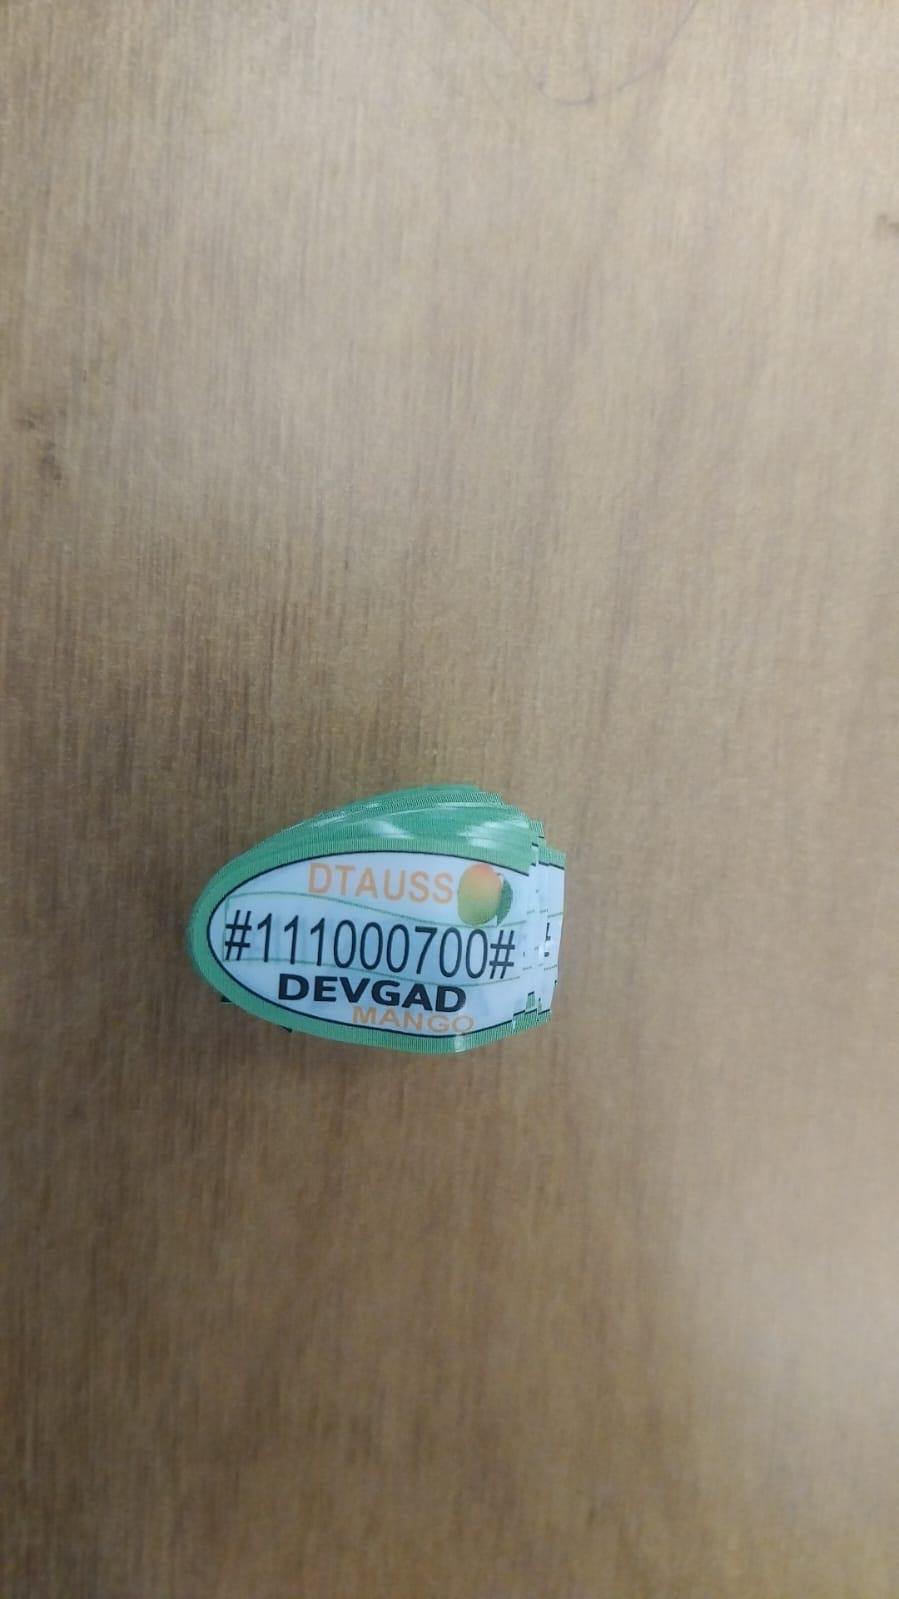 DTAUSS
#111000700#
DEVGAD
MANGO